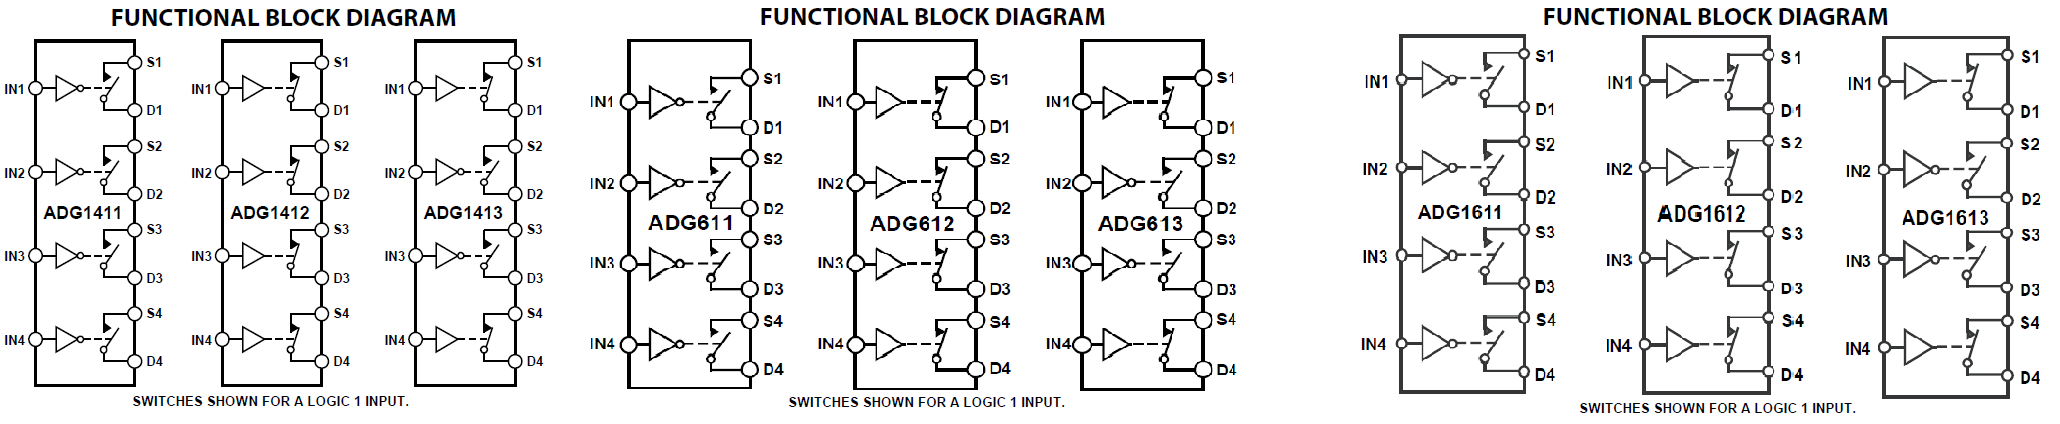 FUNCTIONAL BLOCK DIAGRAM
IN1
S1
D1
IN2
S2
D2
ADG1411
IN3
S3
D3
IN4
S4
D4
IN1
S1
D1
IN2
S2
D2
ADG1412
IN3
S3
D3
IN4
S4
D4
IN1
S1
D1
IN2
S2
D2
ADG1413
IN3
S3
D3
IN4
S4
D4
SWITCHES SHOWN FOR A LOGIC 1 INPUT.
FUNCTIONAL BLOCK DIAGRAM
IN1
S1
D1
IN2
S2
D2
ADG611
IN3
S3
D3
IN4
S4
D4
IN1
S1
D1
IN2
S2
D2
ADG612
IN3
S3
D3
IN4
S4
D4
IN1
S1
D1
IN2
S2
D2
ADG613
IN3
S3
D3
IN4
S4
D4
SWITCHES SHOWN FOR A LOGIC 1 INPUT.
FUNCTIONAL BLOCK DIAGRAM
IN1
S1
D1
IN2
S2
D2
ADG1611
IN3
S3
D3
IN4
S4
D4
IN1
S1
D1
IN2
S2
D2
ADG1612
IN3
S3
D3
IN4
S4
D4
IN1
S1
D1
IN2
S2
D2
ADG1613
IN3
S3
D3
IN4
S4
D4
SWITCHES SHOWN FOR A LOGIC 1 INPUT.